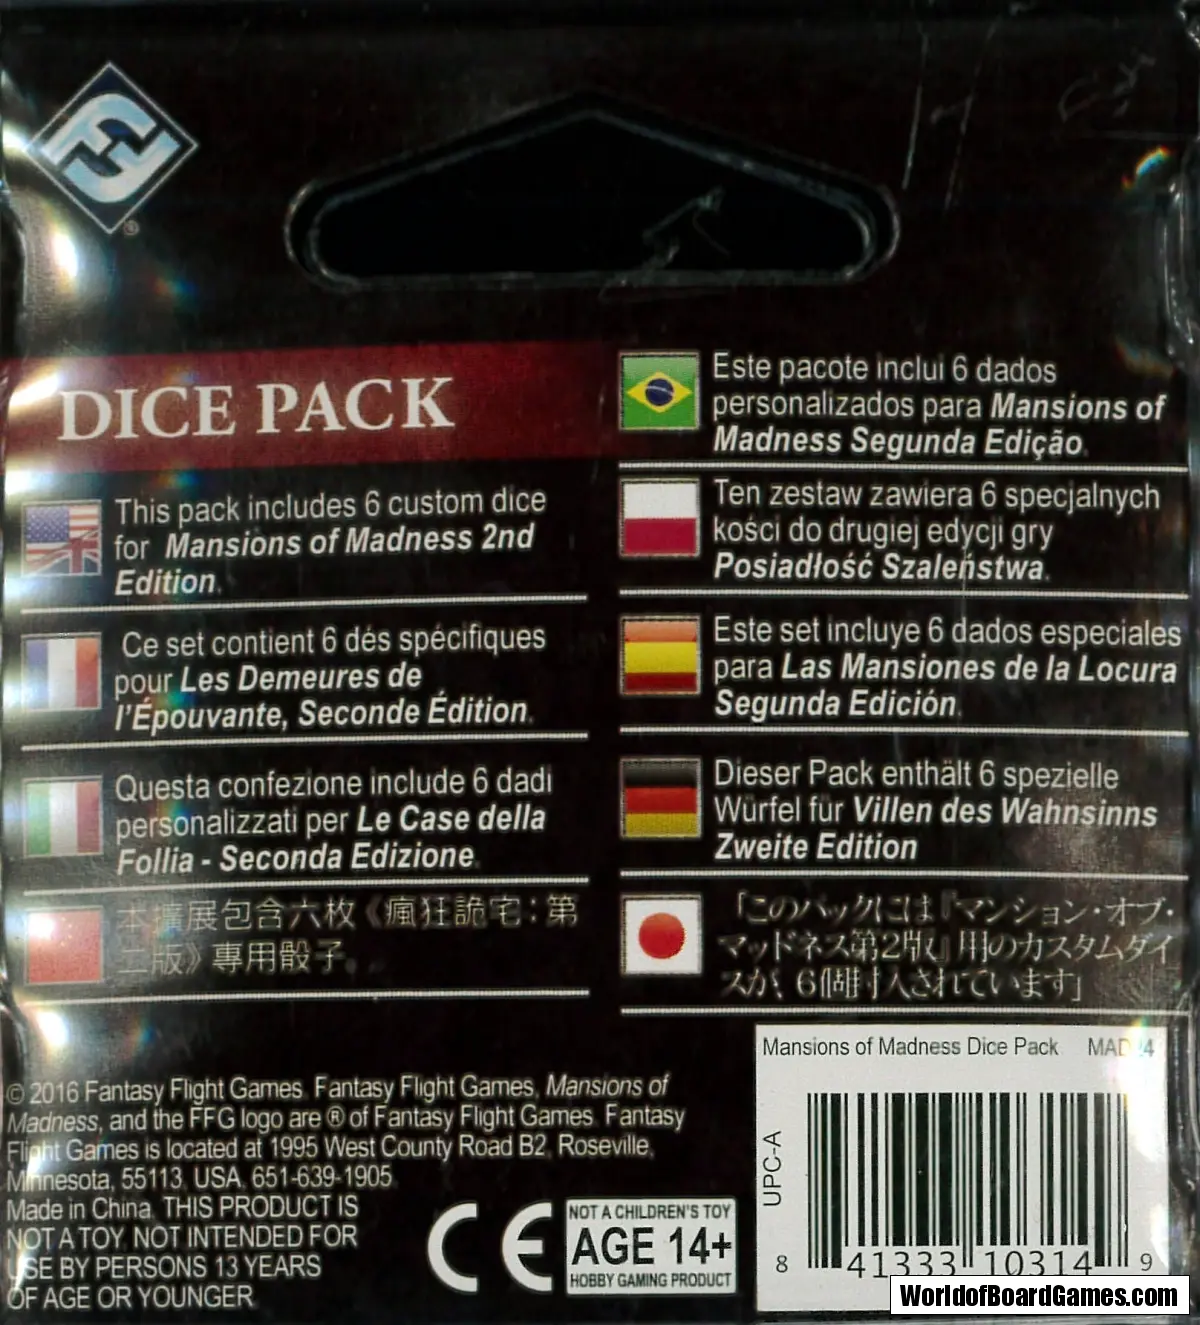 DICE PACK
This pack includes 6 custom dice
for Mansions of Madness 2nd
Edition.
Ce set contient 6 dés spécifiques
pour Les Demeures de
l'Épouvante, Seconde Édition.
Questa confezione include 6 dadi
personalizzati per Le Case della
Follia - Seconda Edizione.
本擴展包含六枚《瘋狂詭宅：第
二版》專用骰子。
Este pacote inclui 6 dados
personalizados para Mansions of
Madness Segunda Edição.
Ten zestaw zawiera 6 specjalnych
kości do drugiej edycji gry
Posiadłość Szaleństwa.
Este set incluye 6 dados especiales
para Las Mansiones de la Locura
Segunda Edición.
Dieser Pack enthält 6 spezielle
Würfel für Villen des Wahnsinns
Zweite Edition
「このパックには『マンション・オブ・
マッドネス第2版』用のカスタムダイ
スが、6個封入されています」
© 2016 Fantasy Flight Games. Fantasy Flight Games, Mansions of
Madness, and the FFG logo are ® of Fantasy Flight Games. Fantasy
Flight Games is located at 1995 West County Road B2, Roseville,
Minnesota, 55113, USA. 651-639-1905.
Made in China. THIS PRODUCT IS
NOT A TOY. NOT INTENDED FOR
USE BY PERSONS 13 YEARS
OF AGE OR YOUNGER.
CE
NOT A CHILDREN'S TOY
AGE 14+
HOBBY GAMING PRODUCT
Mansions of Madness Dice Pack
UPC-A
8 41333 10314 9
WorldofBoardGames.com